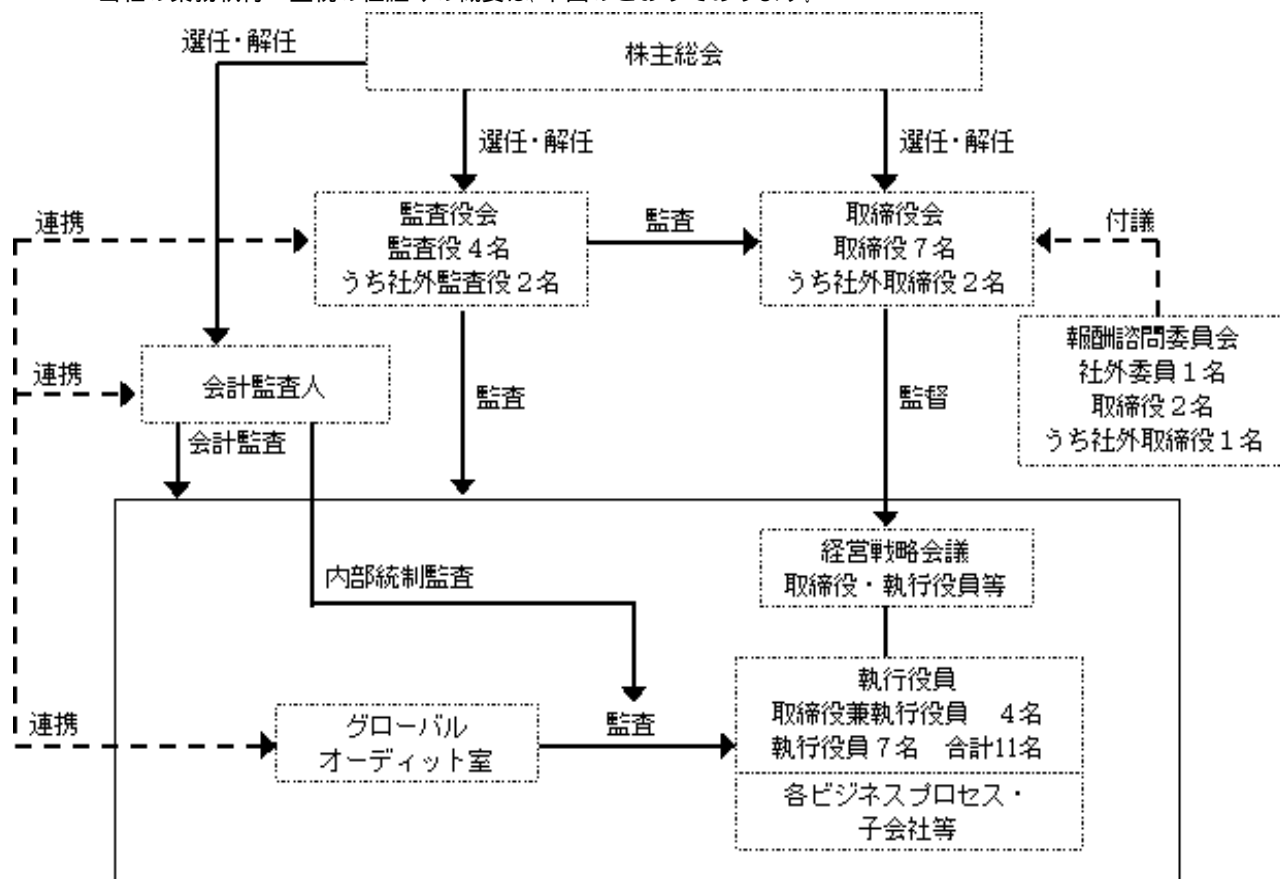 選任・解任
株主総会
選任・解任
選任・解任
連携
監査役会
監査役4名
うち社外監査役2名
監査
取締役会
取締役7名
うち社外取締役2名
付議
報酬諮問委員会
社外委員1名
取締役2名
うち社外取締役1名
連携
会計監査人
会計監査
監査
監督
内部統制監査
経営戦略会議
取締役・執行役員等
連携
グローバル
オーディット室
監査
執行役員
取締役兼執行役員 4名
執行役員7名 合計11名
各ビジネスプロセス・
子会社等